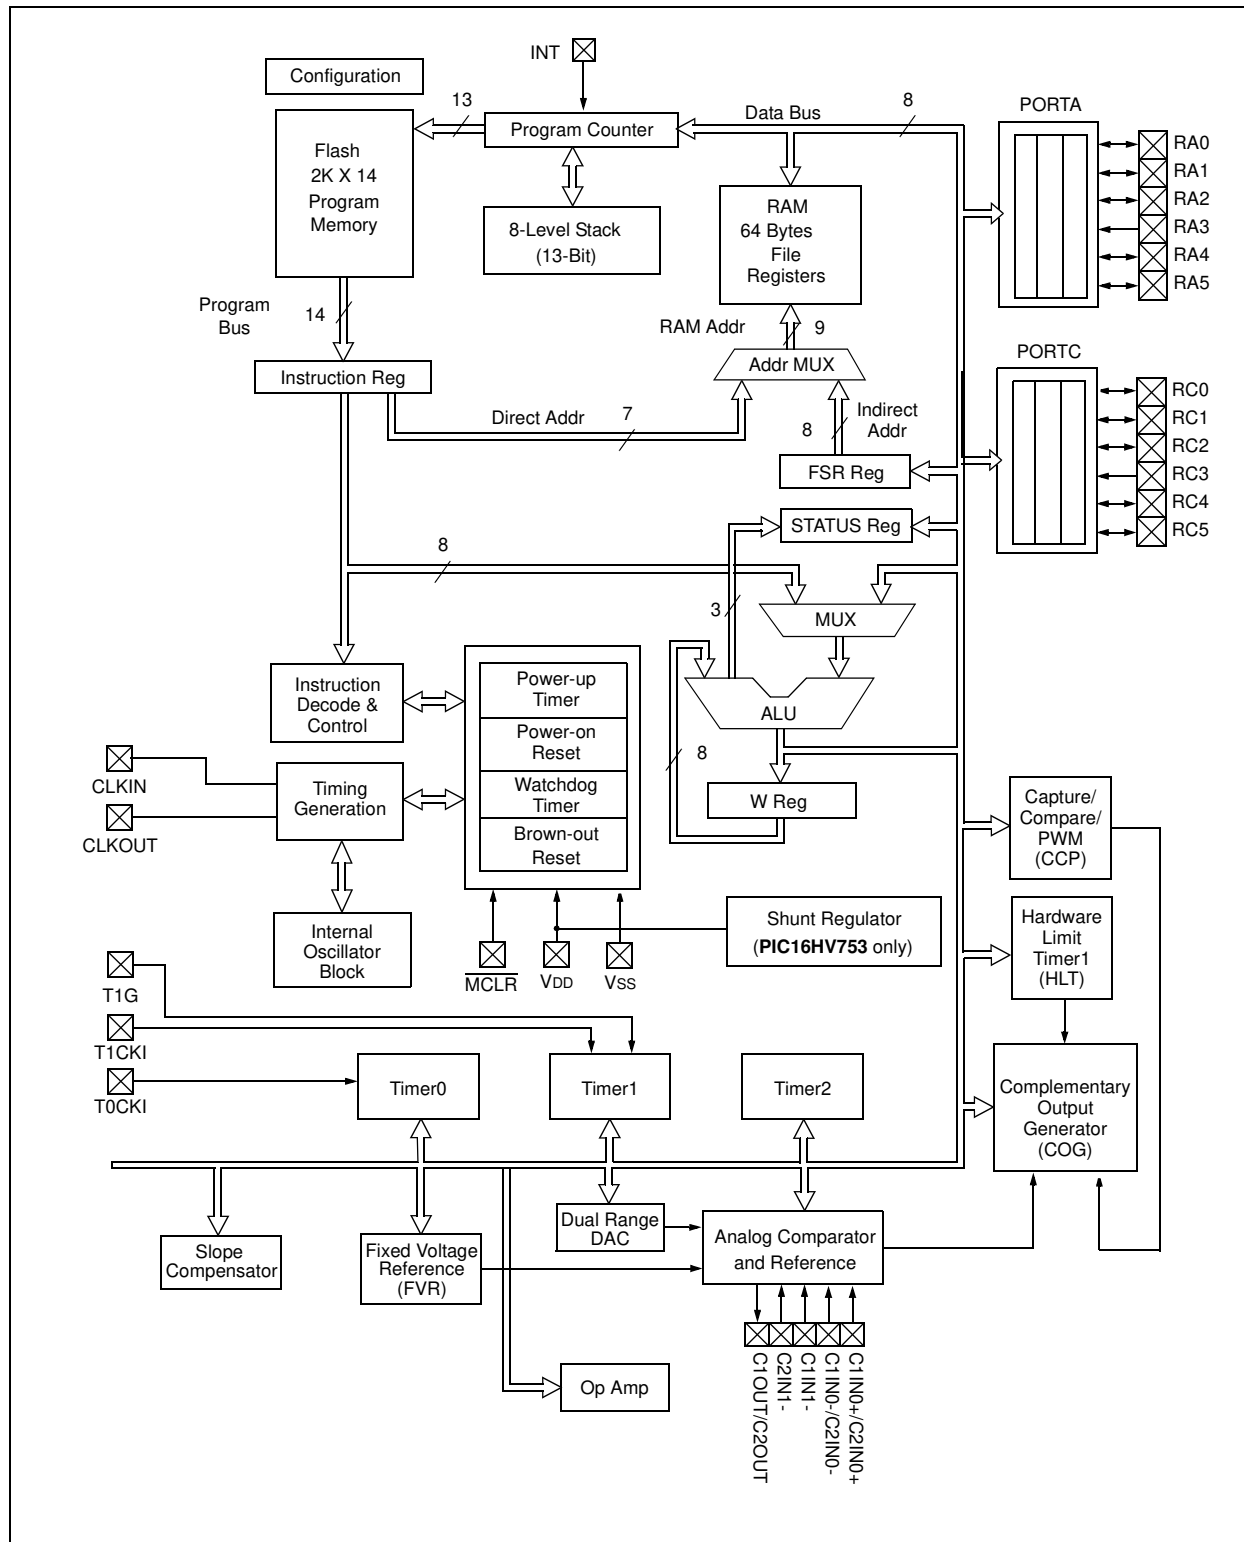 INT
Configuration
13
Program Counter
Data Bus
8
PORTA
Flash
2K X 14
Program
Memory
8-Level Stack
(13-Bit)
RAM
64 Bytes
File
Registers
RA0
RA1
RA2
RA3
RA4
RA5
Program
Bus
14
RAM Addr
9
Addr MUX
PORTC
Instruction Reg
Direct Addr
7
8
Indirect
Addr
FSR Reg
STATUS Reg
RC0
RC1
RC2
RC3
RC4
RC5
8
3
MUX
Instruction
Decode &
Control
Power-up
Timer
Power-on
Reset
Watchdog
Timer
Brown-out
Reset
ALU
8
W Reg
CLKIN
CLKOUT
Timing
Generation
Internal
Oscillator
Block
Capture/
Compare/
PWM
(CCP)
Shunt Regulator
(PIC16HV753 only)
Hardware
Limit
Timer1
(HLT)
MCLR
VDD
VSS
T1G
T1CKI
T0CKI
Timer0
Timer1
Timer2
Complementary
Output
Generator
(COG)
Slope
Compensator
Fixed Voltage
Reference
(FVR)
Dual Range
DAC
Analog Comparator
and Reference
Op Amp
C1OUT/C2OUT
C2IN1-
C1IN1-
C1IN0-/C2IN0-
C1IN0+/C2IN0+